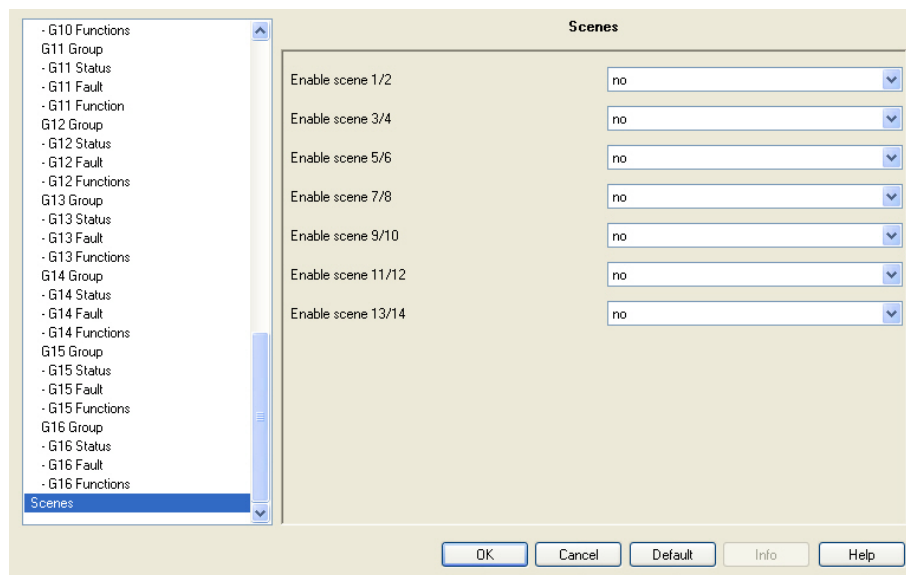 - G10 Functions
G11 Group
- G11 Status
- G11 Fault
- G11 Function
G12 Group
- G12 Status
- G12 Fault
- G12 Functions
G13 Group
- G13 Status
- G13 Fault
- G13 Functions
G14 Group
- G14 Status
- G14 Fault
- G14 Functions
G15 Group
- G15 Status
- G15 Fault
- G15 Functions
G16 Group
- G16 Status
- G16 Fault
- G16 Functions
Scenes
Scenes
Enable scene 1/2 no
Enable scene 3/4 no
Enable scene 5/6 no
Enable scene 7/8 no
Enable scene 9/10 no
Enable scene 11/12 no
Enable scene 13/14 no
OK Cancel Default Info Help